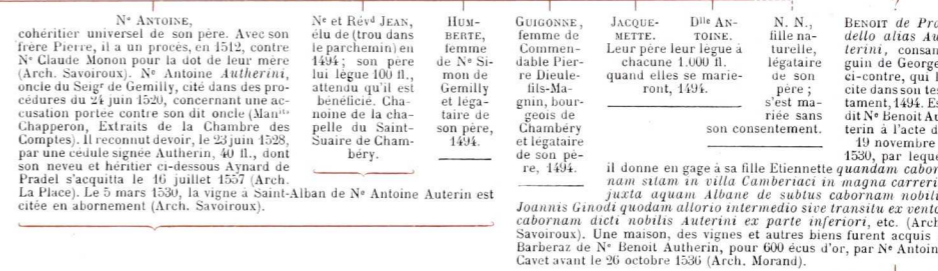 Nᵉ ANTOINE,
cohéritier universel de son père. Avec son
frère Pierre, il a un procès, en 1512, contre
Nᵉ Claude Monon pour la dot de leur mère
(Arch. Savoiroux). Nᵉ Antoine Autherini,
oncle du Seigʳ de Gemilly, cité dans des pro-
cédures du 24 juin 1520, concernant une ac-
cusation portée contre son dit oncle (Manˡˢ
Chapperon, Extraits de la Chambre des
Comptes). Il reconnut devoir, le 23 juin 1528,
par une cédule signée Autherin, 40 fl., dont
son neveu et héritier ci-dessous Aynard de
Pradel s'acquitta le 16 juillet 1557 (Arch.
La Place). Le 5 mars 1530, la vigne à Saint-Alban de Nᵉ Antoine Auterin est
citée en abornement (Arch. Savoiroux).
Nᵉ et Révᵈ JEAN,
élu de (trou dans
le parchemin) en
1494; son père
lui lègue 100 fl.,
attendu qu'il est
bénéficié. Cha-
noine de la cha-
pelle du Saint-
Suaire de Cham-
béry.
HUM-
BERTE,
femme
de Nᵉ Si-
mon de
Gemilly
et léga-
taire de
son père,
1494.
GUIGONNE,
femme de
Commen-
dable Pier-
re Dieule-
fils-Ma-
gnin, bour-
geois de
Chambéry
et légataire
de son pè-
re, 1494.
JACQUE- Dˡˡᵉ AN-
METTE. TOINE.
Leur père leur lègue à
chacune 1.000 fl.
quand elles se marie-
ront, 1494.
N. N.,
fille na-
turelle,
légataire
de son
père;
s'est ma-
riée sans
son consentement.
BENOIT de Pra
dello alias Au
terini, consan
guin de George
ci-contre, qui l
cite dans son tes
tament, 1494. Es
dit Nᵉ Benoit Au
terin à l'acte d
19 novembre
1530, par leque
il donne en gage à sa fille Etiennette quandam cabor
nam sitam in villa Camberiaci in magna carreri
juxta aquam Albane de subtus cabornam nobili
Joannis Ginodi quodam allorio intermedio sive transitu ex vento
cabornam dicti nobilis Auterini ex parte inferiori, etc. (Arch
Savoiroux). Une maison, des vignes et autres biens furent acquis
Barberaz de Nᵉ Benoit Autherin, pour 600 écus d'or, par Nᵉ Antoin
Cavet avant le 26 octobre 1536 (Arch. Morand).